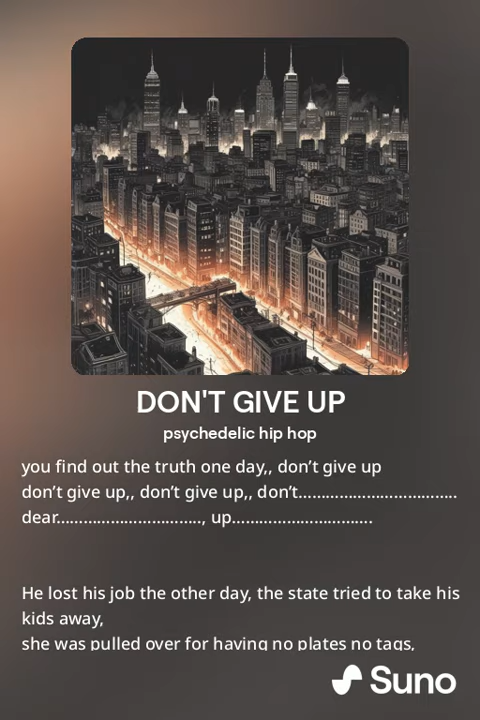 DON'T GIVE UP
psychedelic hip hop
you find out the truth one day,, don’t give up
don’t give up,, don’t give up,, don’t....................................
dear................................, up................................
He lost his job the other day, the state tried to take his
kids away,
she was pulled over for having no plates no tags,
Suno